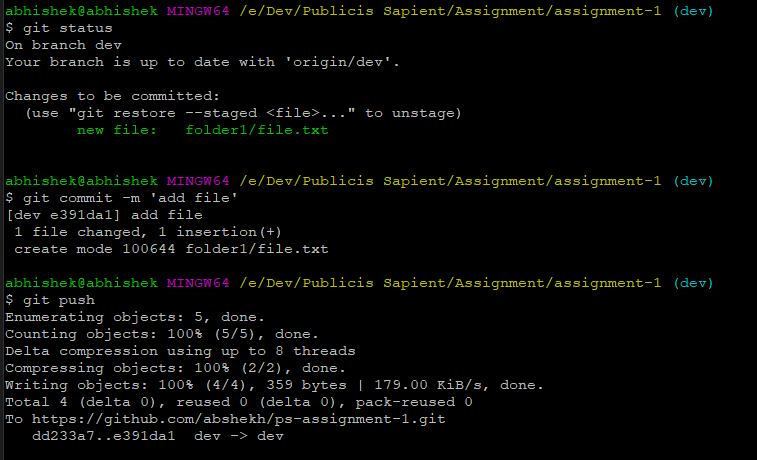 abhishek@abhishek MINGW64 /e/Dev/Publicis Sapient/Assignment/assignment-1 (dev)
$ git status
On branch dev
Your branch is up to date with 'origin/dev'.
Changes to be committed:
  (use "git restore --staged <file>..." to unstage)
        new file:   folder1/file.txt
abhishek@abhishek MINGW64 /e/Dev/Publicis Sapient/Assignment/assignment-1 (dev)
$ git commit -m 'add file'
[dev e391da1] add file
 1 file changed, 1 insertion(+)
 create mode 100644 folder1/file.txt
abhishek@abhishek MINGW64 /e/Dev/Publicis Sapient/Assignment/assignment-1 (dev)
$ git push
Enumerating objects: 5, done.
Counting objects: 100% (5/5), done.
Delta compression using up to 8 threads
Compressing objects: 100% (2/2), done.
Writing objects: 100% (4/4), 359 bytes | 179.00 KiB/s, done.
Total 4 (delta 0), reused 0 (delta 0), pack-reused 0
To https://github.com/abshekh/ps-assignment-1.git
   dd233a7..e391da1  dev -> dev